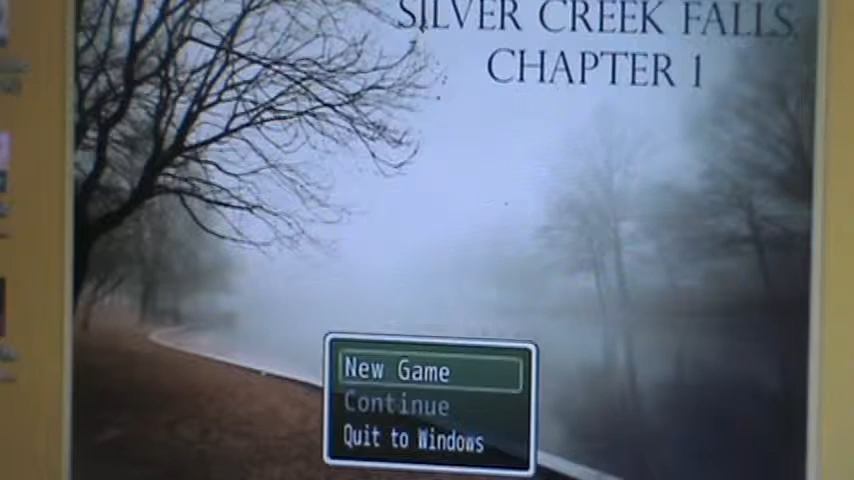 SILVER CREEK FALLS,
CHAPTER 1
New Game
Continue
Quit to Windows